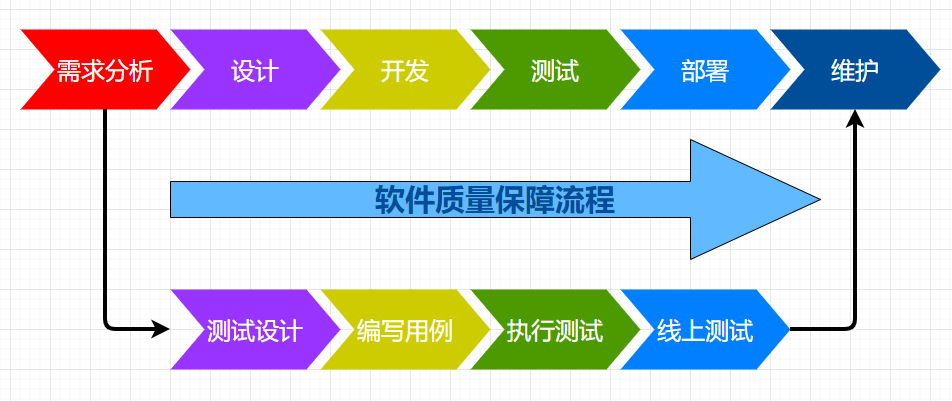 需求分析
设计
开发
测试
部署
维护
软件质量保障流程
测试设计
编写用例
执行测试
线上测试